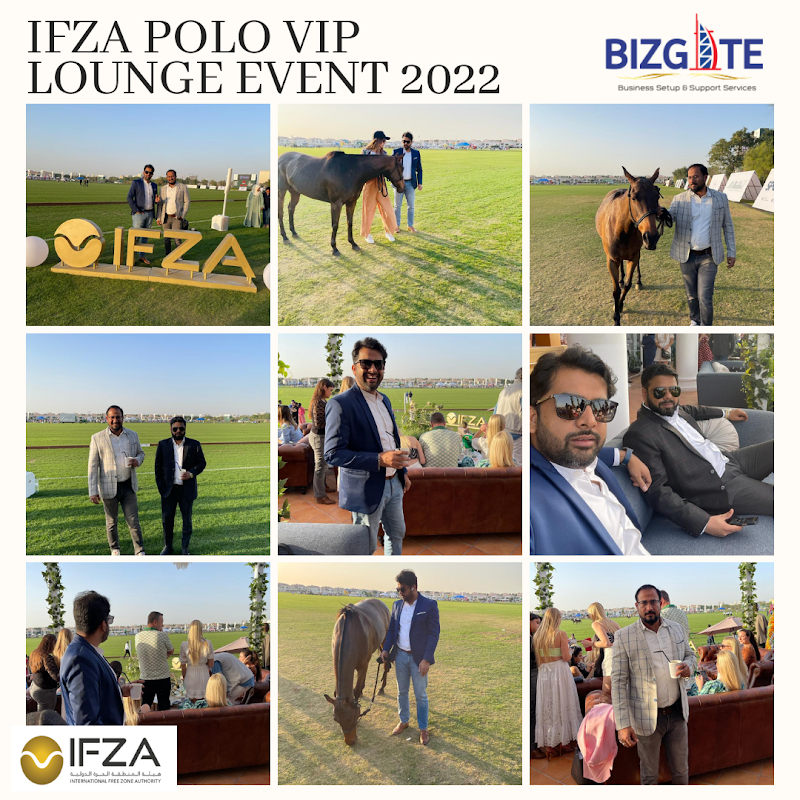 IFZA POLO VIP
LOUNGE EVENT 2022
BIZGATE
Business Setup & Support Services
IFZA
IFZA
IFZA
هيئة المنطقة الحرة الدولية
INTERNATIONAL FREE ZONE AUTHORITY